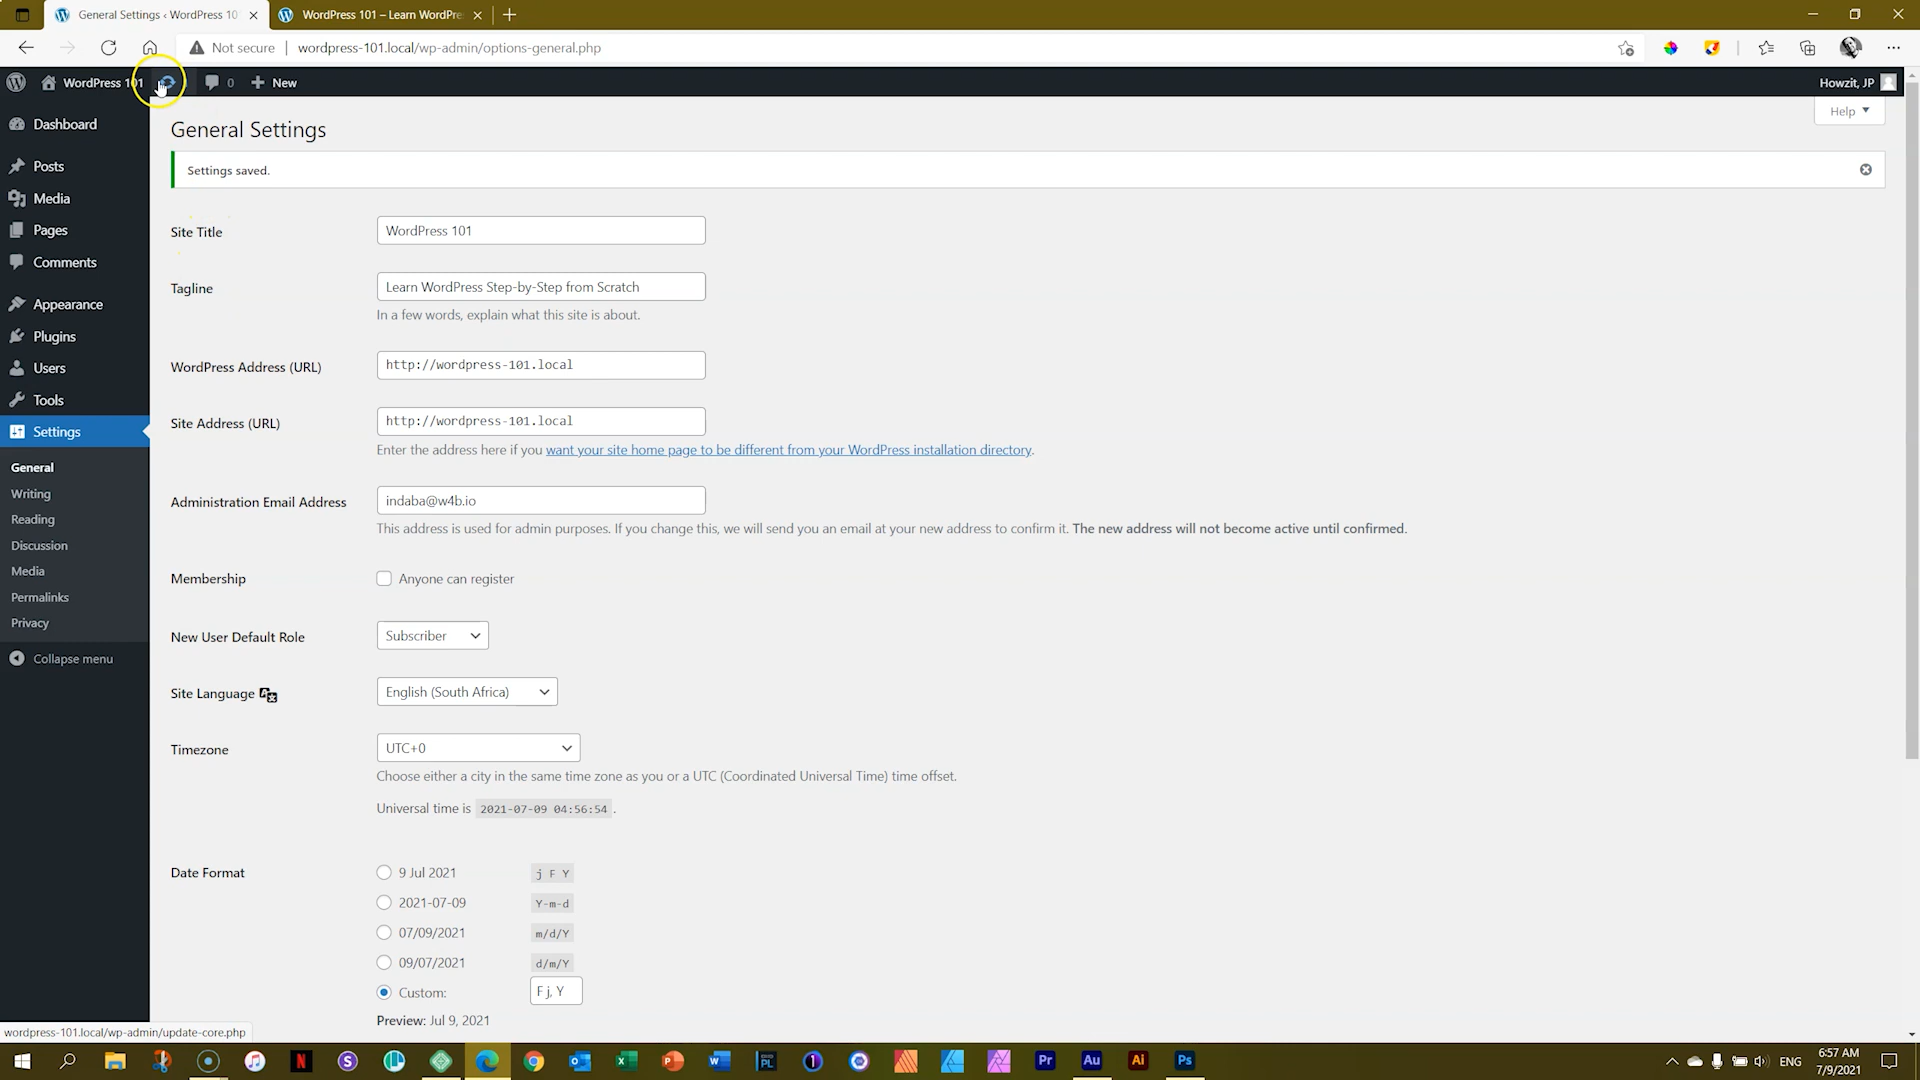 General Settings ‹ WordPress 10
WordPress 101 – Learn WordPre
Not secure
wordpress-101.local/wp-admin/options-general.php
WordPress 101
0
New
Howzit, JP
Dashboard
Posts
Media
Pages
Comments
Appearance
Plugins
Users
Tools
Settings
General
Writing
Reading
Discussion
Media
Permalinks
Privacy
Collapse menu
Help
General Settings
Settings saved.
Site Title
WordPress 101
Tagline
Learn WordPress Step-by-Step from Scratch
In a few words, explain what this site is about.
WordPress Address (URL)
http://wordpress-101.local
Site Address (URL)
http://wordpress-101.local
Enter the address here if you want your site home page to be different from your WordPress installation directory.
Administration Email Address
indaba@w4b.io
This address is used for admin purposes. If you change this, we will send you an email at your new address to confirm it. The new address will not become active until confirmed.
Membership
Anyone can register
New User Default Role
Subscriber
Site Language
English (South Africa)
Timezone
UTC+0
Choose either a city in the same time zone as you or a UTC (Coordinated Universal Time) time offset.
Universal time is 2021-07-09 04:56:54 .
Date Format
9 Jul 2021 j F Y
2021-07-09 Y-m-d
07/09/2021 m/d/Y
09/07/2021 d/m/Y
Custom: F j, Y
Preview: Jul 9, 2021
wordpress-101.local/wp-admin/update-core.php
Pr
Au
Ai
Ps
ENG
6:57 AM
7/9/2021